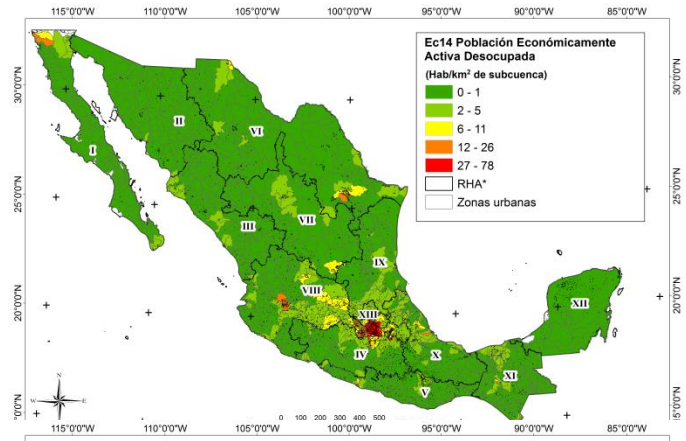 115°0'0"W 110°0'0"W 105°0'0"W 100°0'0"W 95°0'0"W 90°0'0"W 85°0'0"W
Ec14 Población Económicamente
Activa Desocupada
(Hab/km² de subcuenca)
0 - 1
2 - 5
6 - 11
12 - 26
27 - 78
RHA*
Zonas urbanas
30°0'0"N
30°0'0"N
25°0'0"N
25°0'0"N
20°0'0"N
20°0'0"N
5°0'0"N
5°0'0"N
I
II
VI
III
VII
IX
VIII
XIII
XII
IV
X
V
XI
N
W E
S
0 100 200 300 400 500
115°0'0"W 110°0'0"W 105°0'0"W 100°0'0"W 95°0'0"W 90°0'0"W 85°0'0"W